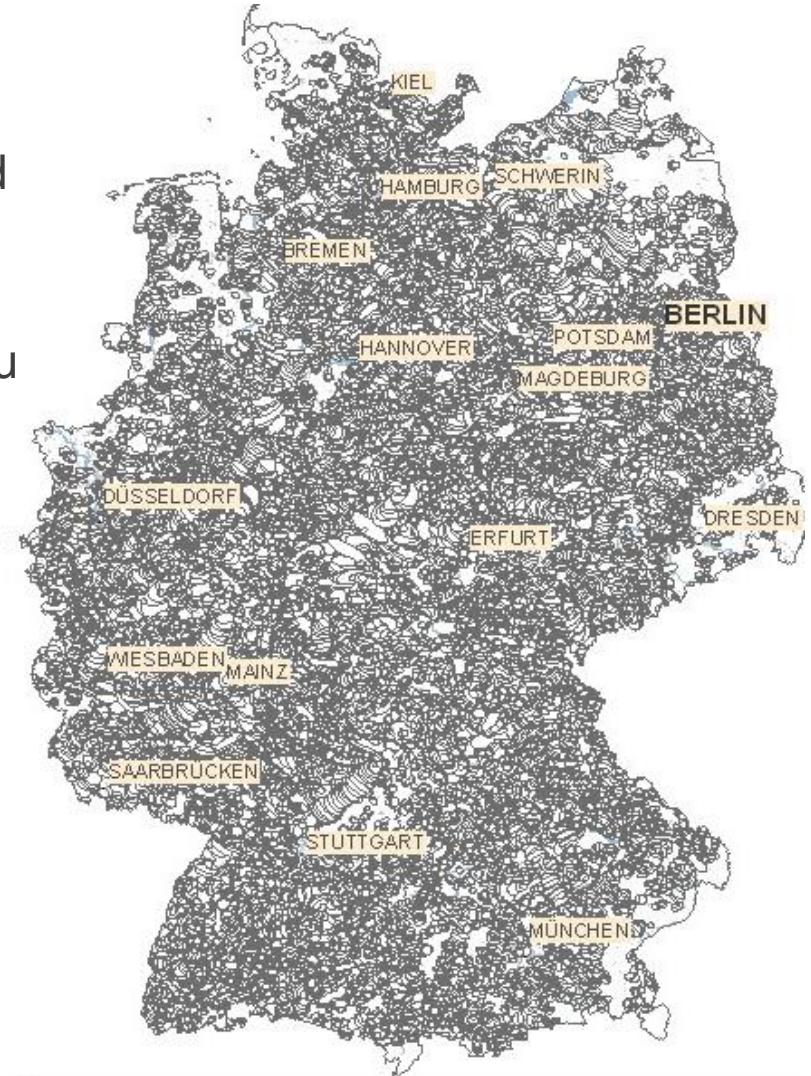 KIEL
d
HAMBURG
SCHWERIN
BREMEN
BERLIN
u
HANNOVER
POTSDAM
MAGDEBURG
DÜSSELDORF
DRESDEN
ERFURT
WIESBADEN
MAINZ
SAARBRÜCKEN
STUTTGART
MÜNCHEN